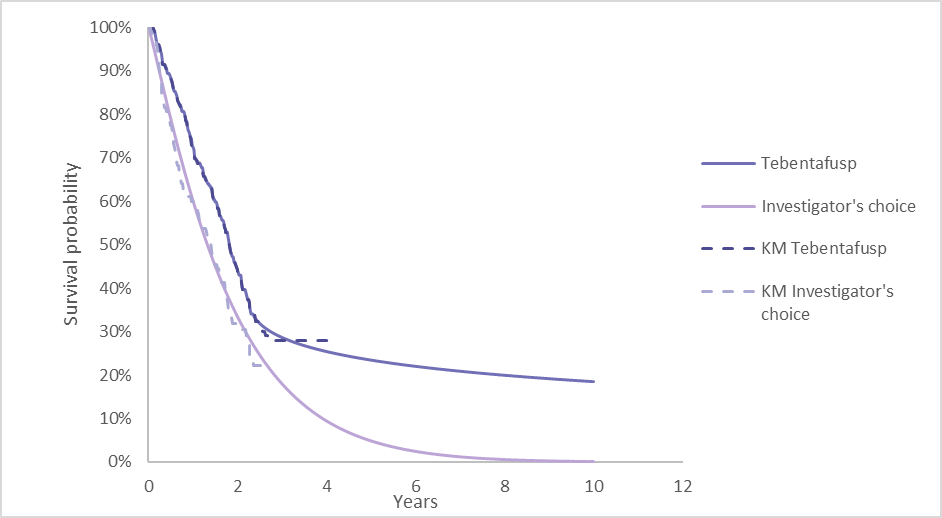 100%
90%
80%
70%
60%
50%
40%
30%
20%
10%
0%
Survival probability
0
2
4
6
8
10
12
Years
Tebentafusp
Investigator's choice
KM Tebentafusp
KM Investigator's
choice